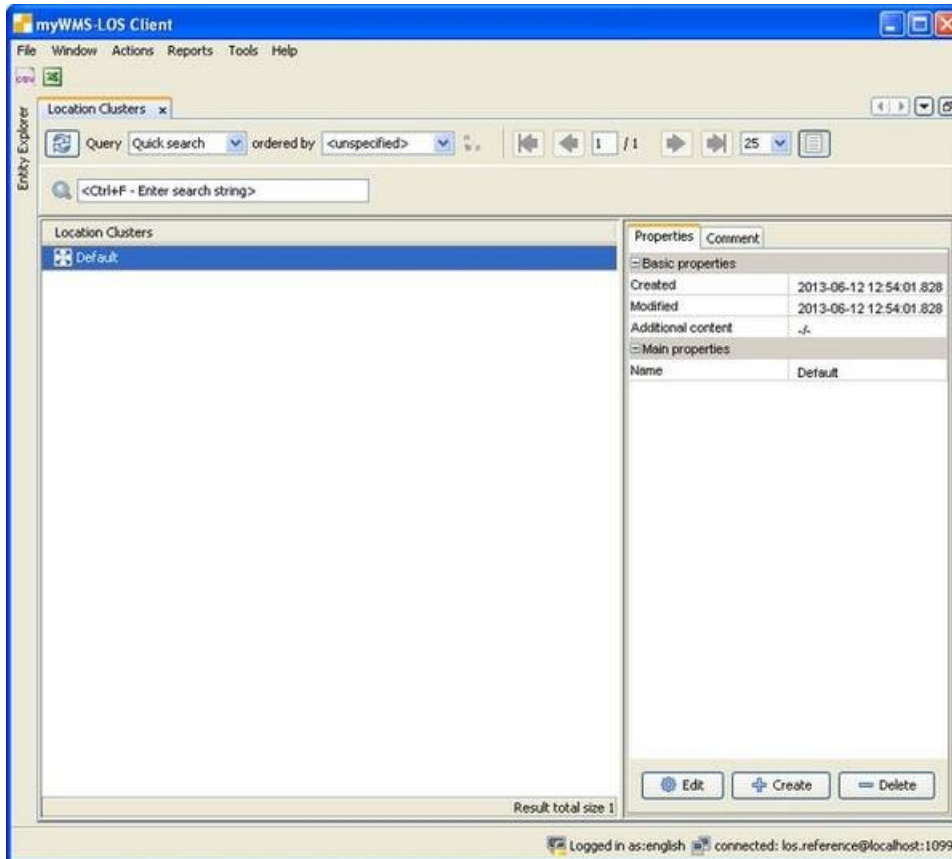 myWMS-LOS Client
File Window Actions Reports Tools Help
csv
Entity Explorer
Location Clusters x
Query Quick search ordered by <unspecified> 1 / 1 25
<Ctrl+F - Enter search string>
Location Clusters
Default
Properties Comment
Basic properties
Created 2013-06-12 12:54:01.828
Modified 2013-06-12 12:54:01.828
Additional content -/-
Main properties
Name Default
Edit Create Delete
Result total size 1
Logged in as:english connected: los.reference@localhost:1099